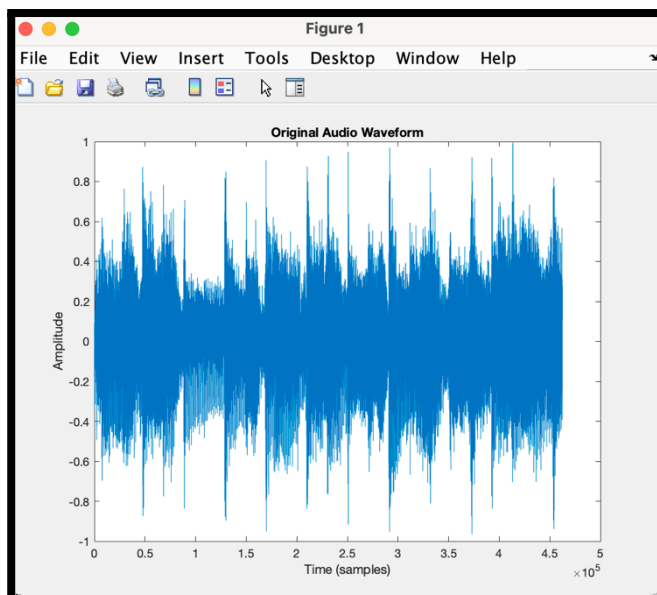 Figure 1
File Edit View Insert Tools Desktop Window Help
Original Audio Waveform
1
0.8
0.6
0.4
0.2
0
-0.2
-0.4
-0.6
-0.8
-1
Amplitude
0 0.5 1 1.5 2 2.5 3 3.5 4 4.5 5
Time (samples)
×10⁵